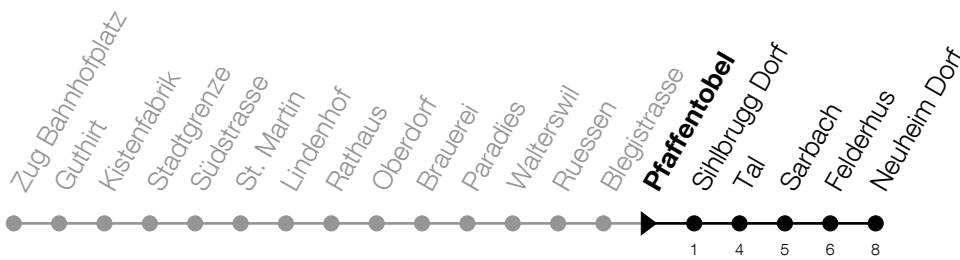 Zug Bahnhofplatz
Guthirt
Kistenfabrik
Stadtgrenze
Südstrasse
St. Martin
Lindenhof
Rathaus
Oberdorf
Brauerei
Paradies
Walterswil
Ruessen
Blegistrasse
Pfaffentobel
Sihlbrugg Dorf
Tal
Sarbach
Felderhus
Neuheim Dorf
1 4 5 6 8